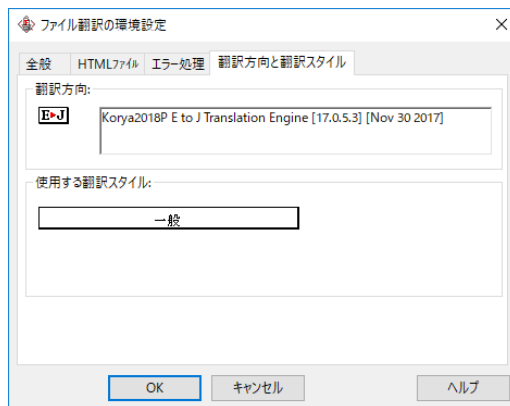 ファイル翻訳の環境設定
全般 HTMLファイル エラー処理 翻訳方向と翻訳スタイル
翻訳方向:
E▶J Korya2018P E to J Translation Engine [17.0.5.3] [Nov 30 2017]
使用する翻訳スタイル:
一般
OK キャンセル ヘルプ